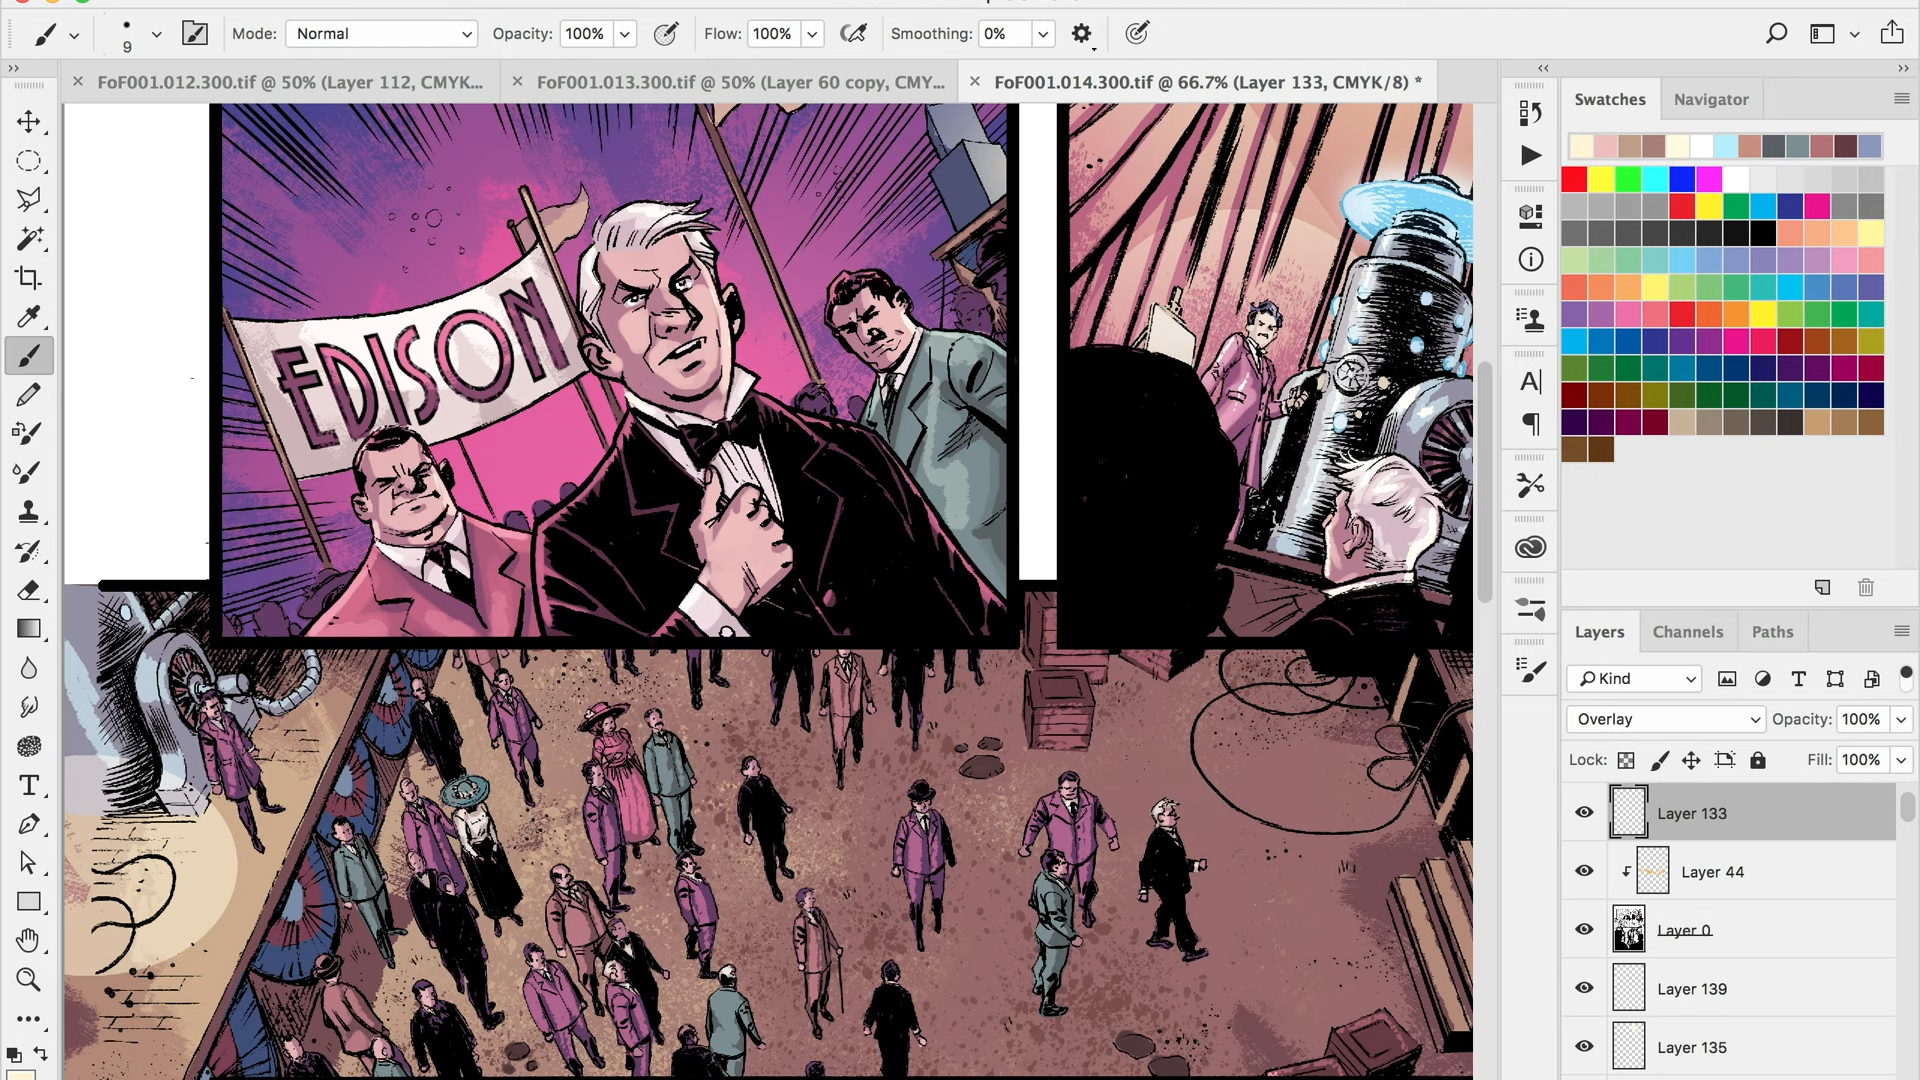 9
Mode:
Normal
Opacity:
100%
Flow:
100%
Smoothing:
0%
FoF001.012.300.tif @ 50% (Layer 112, CMYK...
FoF001.013.300.tif @ 50% (Layer 60 copy, CMY...
FoF001.014.300.tif @ 66.7% (Layer 133, CMYK/8) *
Swatches
Navigator
EDISON
Layers
Channels
Paths
Kind
Overlay
Opacity:
100%
Lock:
Fill:
100%
Layer 133
Layer 44
Layer 0
Layer 139
Layer 135